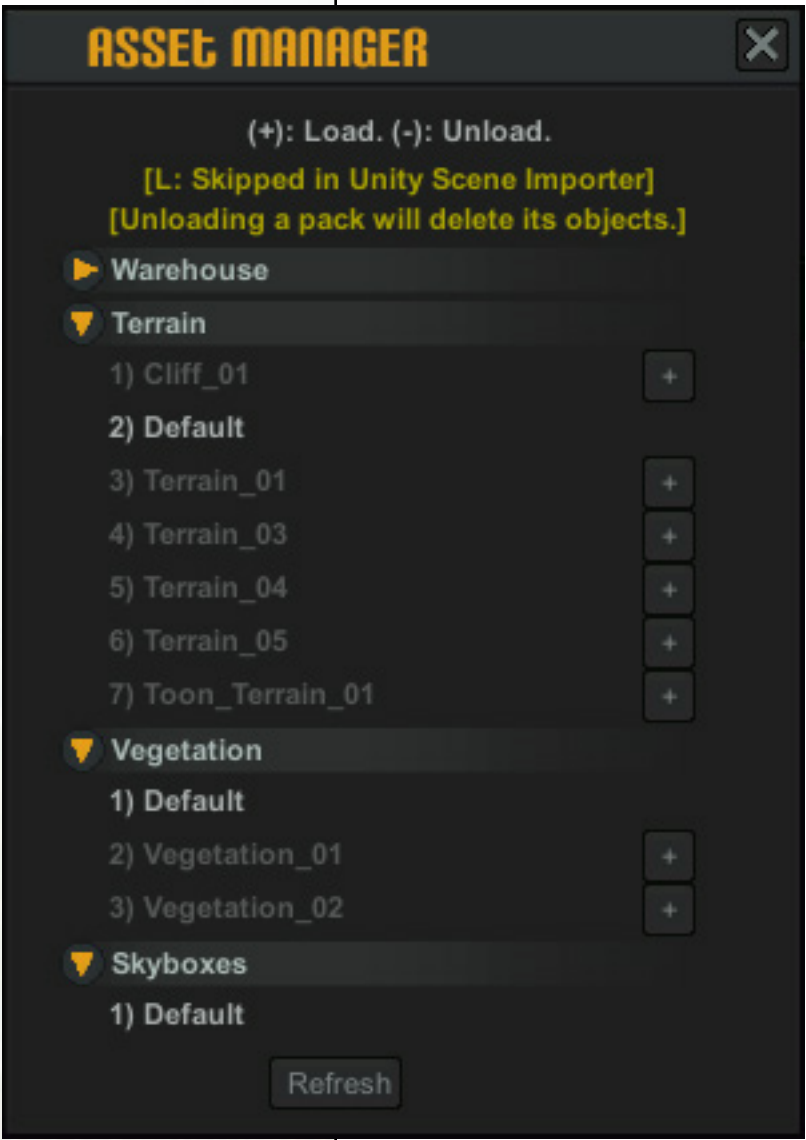 ASSET MANAGER
(+): Load. (-): Unload.
[L: Skipped in Unity Scene Importer]
[Unloading a pack will delete its objects.]
Warehouse
Terrain
1) Cliff_01 +
2) Default
3) Terrain_01 +
4) Terrain_03 +
5) Terrain_04 +
6) Terrain_05 +
7) Toon_Terrain_01 +
Vegetation
1) Default
2) Vegetation_01 +
3) Vegetation_02 +
Skyboxes
1) Default
Refresh